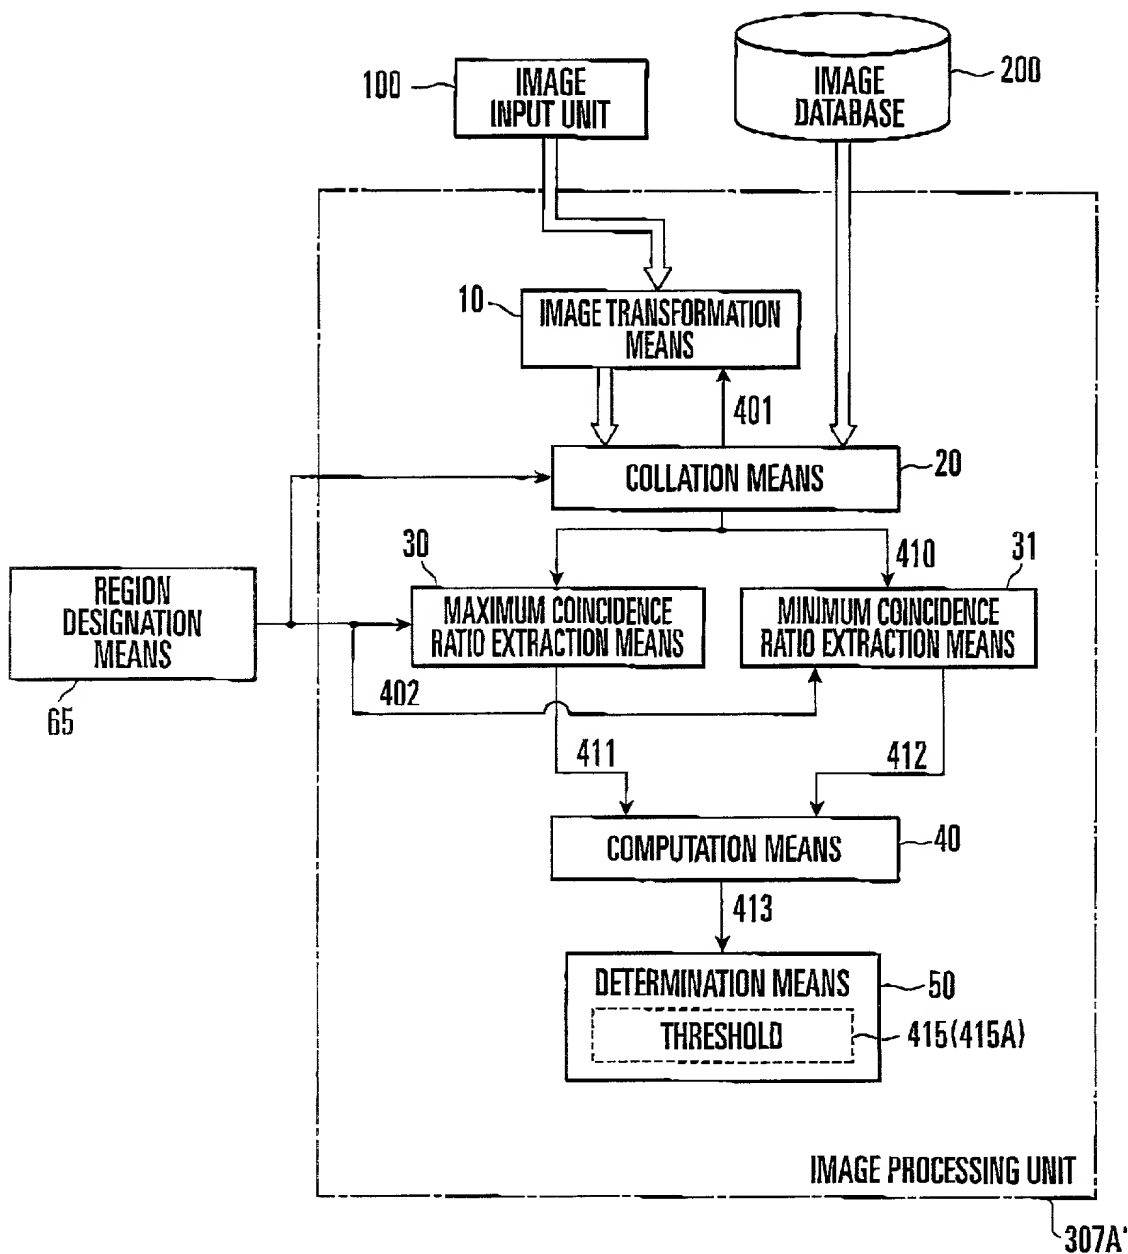 100
IMAGE
INPUT UNIT
IMAGE
DATABASE
200
10
IMAGE TRANSFORMATION
MEANS
401
COLLATION MEANS
20
30
410
31
REGION
DESIGNATION
MEANS
65
MAXIMUM COINCIDENCE
RATIO EXTRACTION MEANS
MINIMUM COINCIDENCE
RATIO EXTRACTION MEANS
402
411
412
COMPUTATION MEANS
40
413
DETERMINATION MEANS
50
THRESHOLD
415(415A)
IMAGE PROCESSING UNIT
307A'